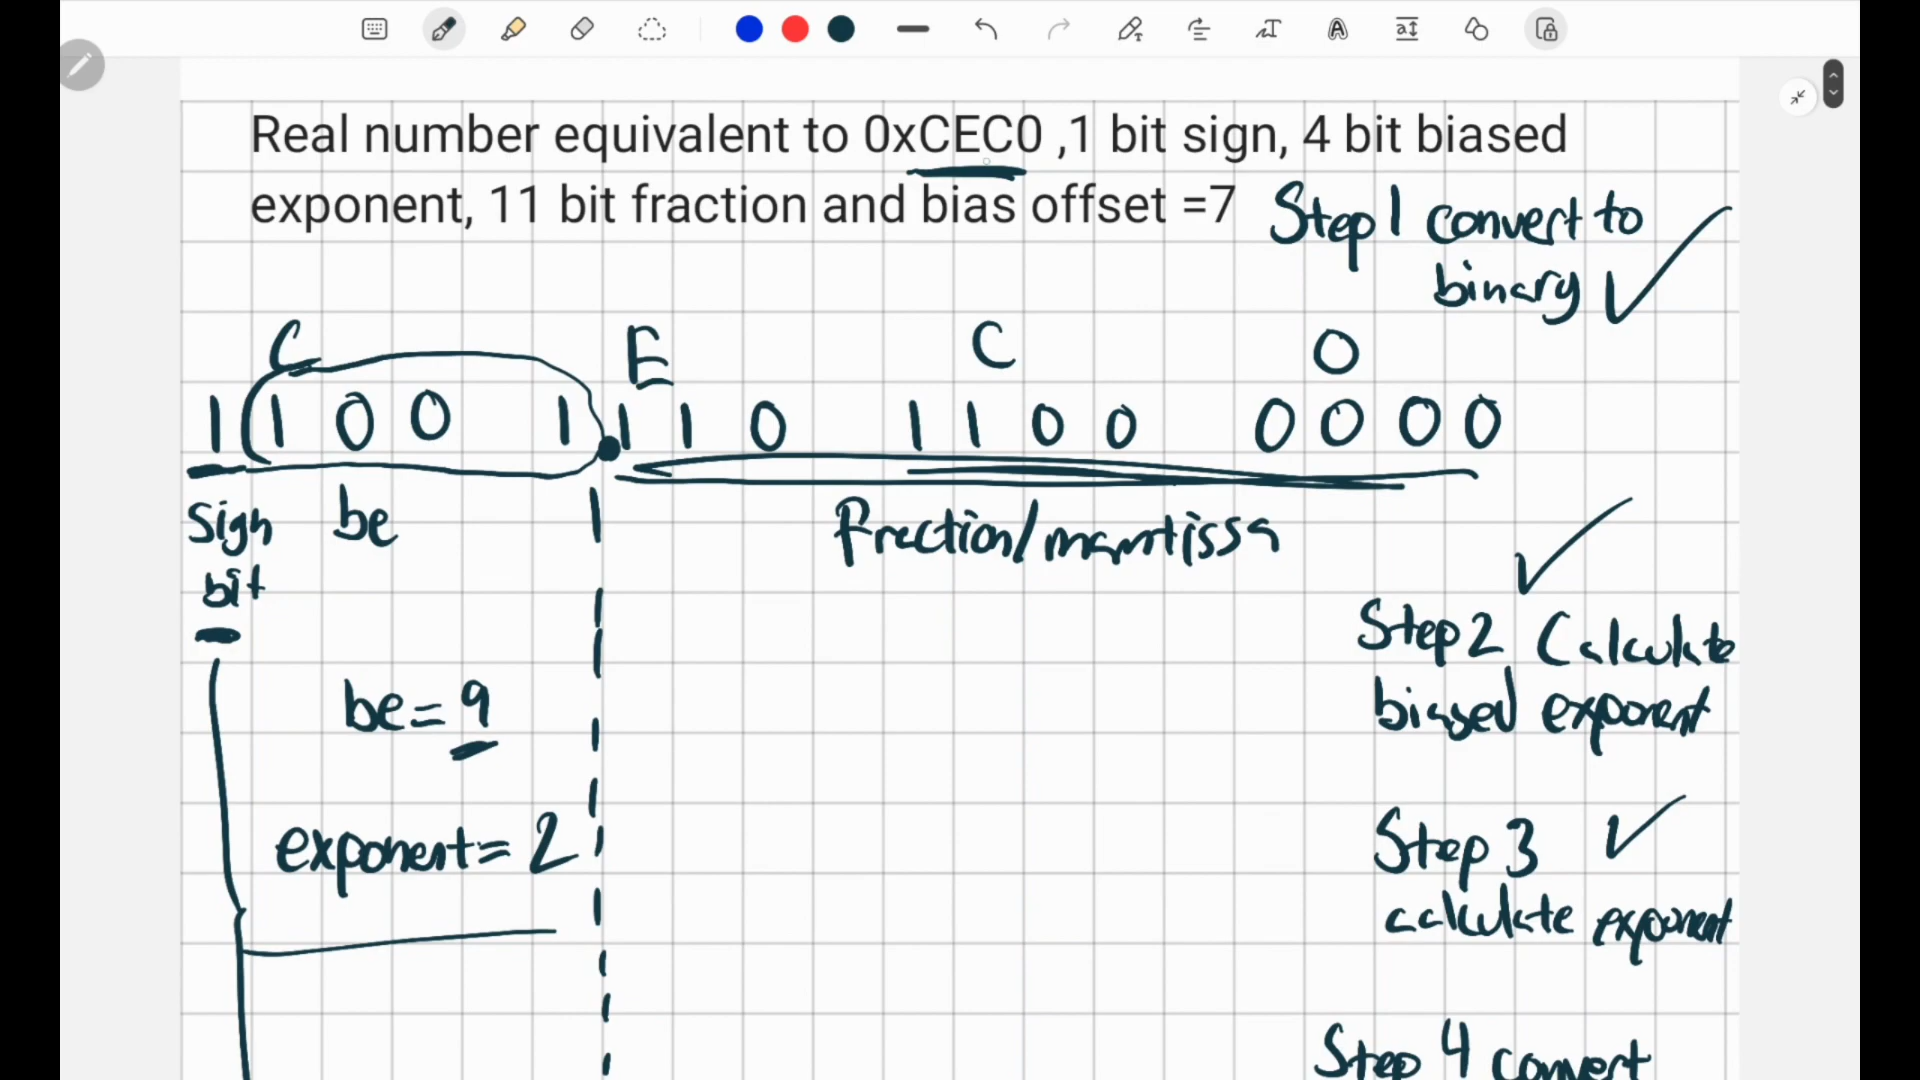 Real number equivalent to 0xCEC0 ,1 bit sign, 4 bit biased
exponent, 11 bit fraction and bias offset =7
Step 1 convert to
binary
C E C 0
1 1 0 0 1 1 1 0 1 1 0 0 0 0 0 0
Sign
bit
be
fraction/mantissa
Step 2 Calculate
biased exponent
be = 9
Step 3
calculate exponent
exponent = 2
Step 4 convert